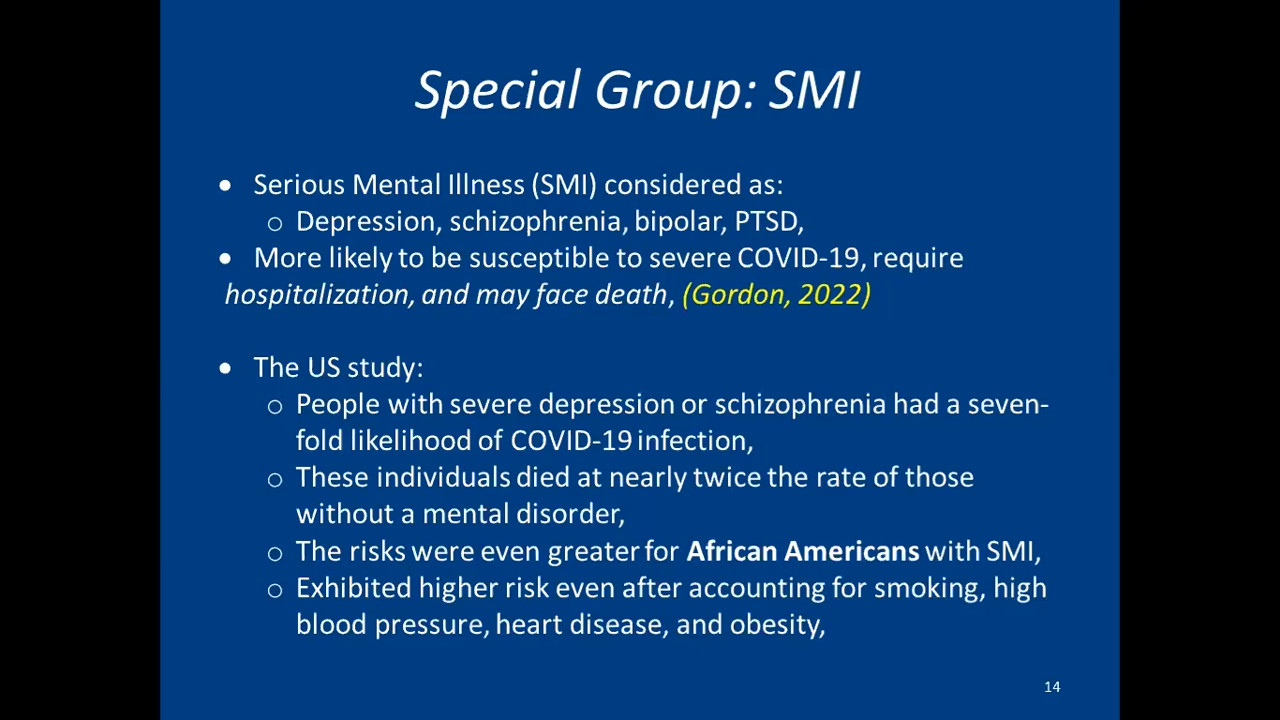 Special Group: SMI
• Serious Mental Illness (SMI) considered as:
o Depression, schizophrenia, bipolar, PTSD,
• More likely to be susceptible to severe COVID-19, require
hospitalization, and may face death, (Gordon, 2022)
• The US study:
o People with severe depression or schizophrenia had a seven-
fold likelihood of COVID-19 infection,
o These individuals died at nearly twice the rate of those
without a mental disorder,
o The risks were even greater for African Americans with SMI,
o Exhibited higher risk even after accounting for smoking, high
blood pressure, heart disease, and obesity,
14